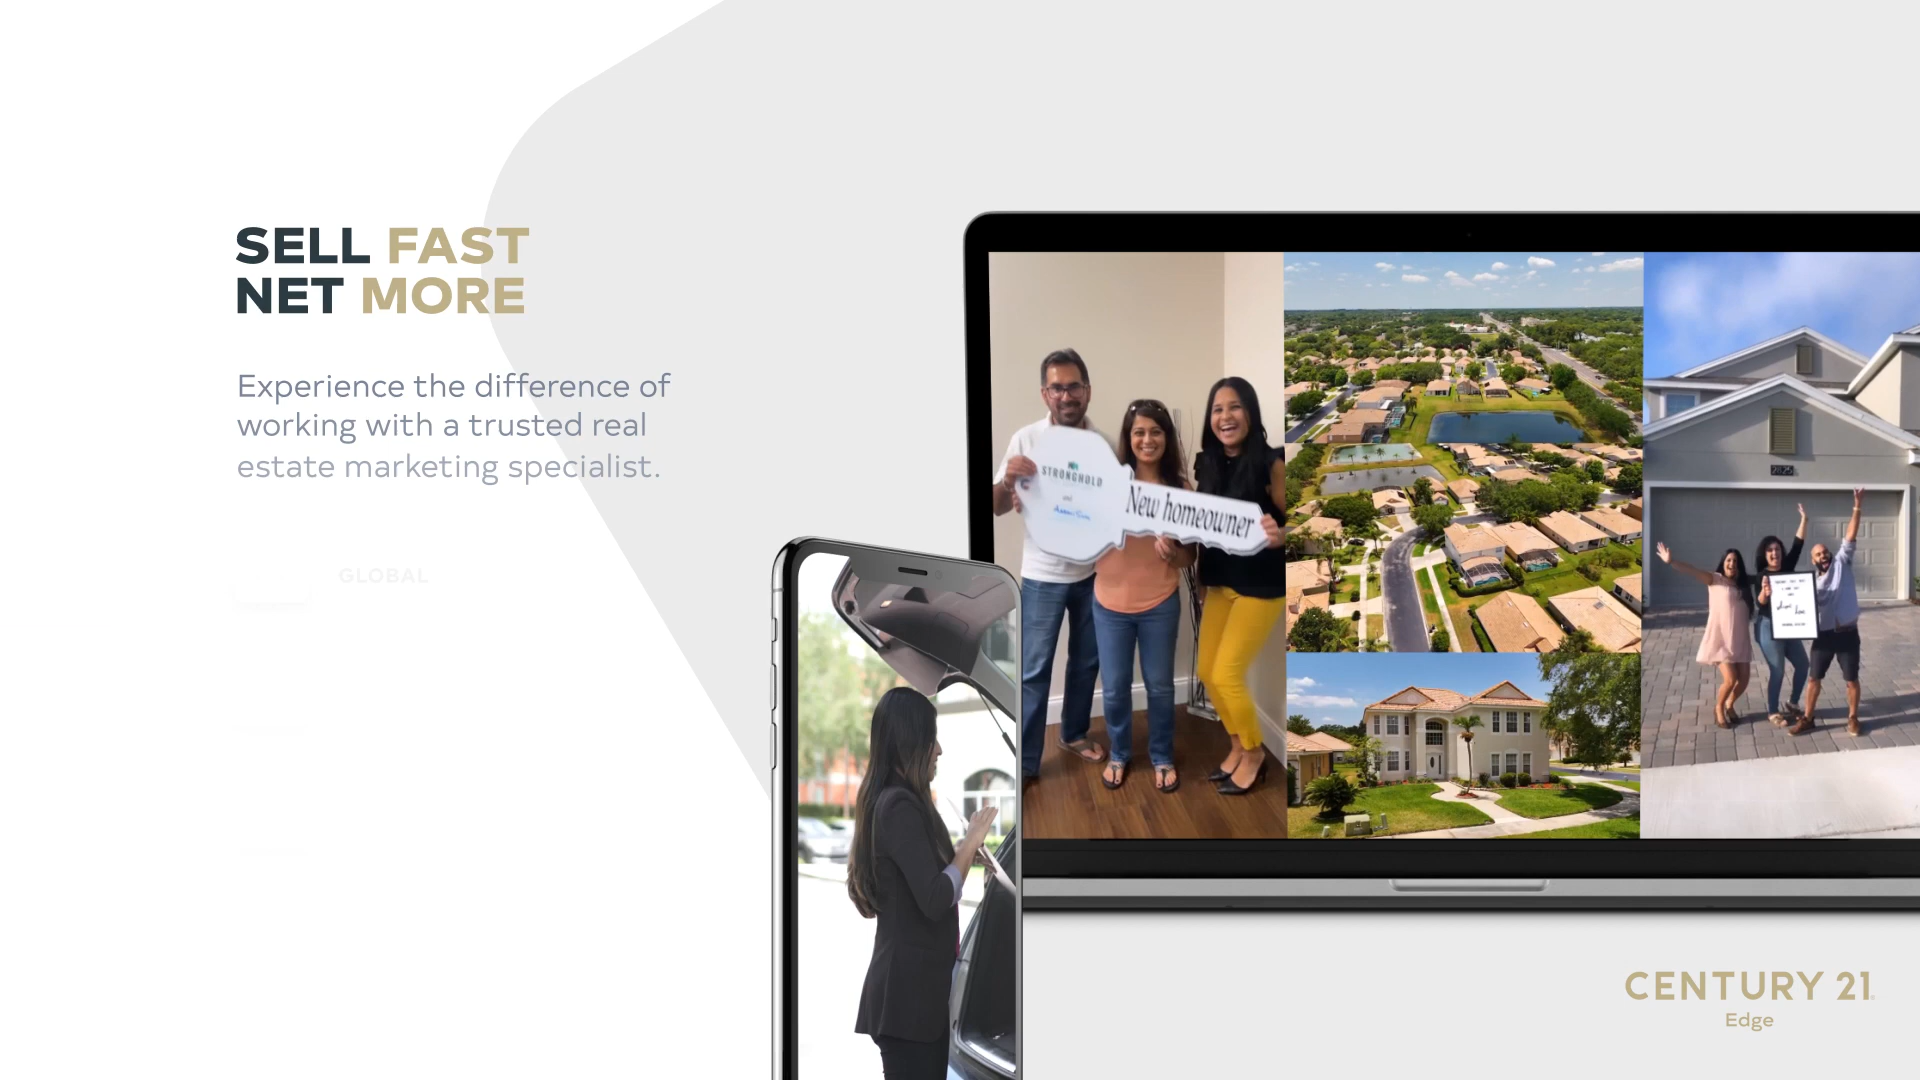 SELL FAST
NET MORE
Experience the difference of
working with a trusted real
estate marketing specialist.
GLOBAL
STRONGHOLD
and
New homeowner
CENTURY 21
Edge